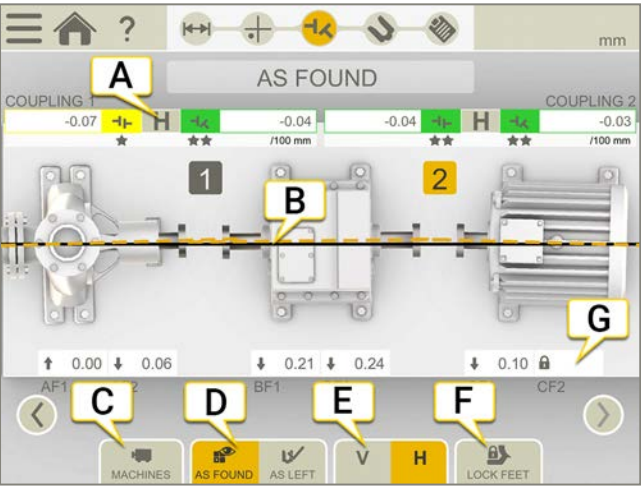 ?
mm
A
AS FOUND
COUPLING 1
COUPLING 2
-0.07 H -0.04
-0.04 H -0.03
/100 mm
/100 mm
1
2
B
G
0.00 0.06
0.21 0.24
0.10
AF1
BF1
CF2
C
D
E
F
MACHINES
AS FOUND
AS LEFT
V
H
LOCK FEET